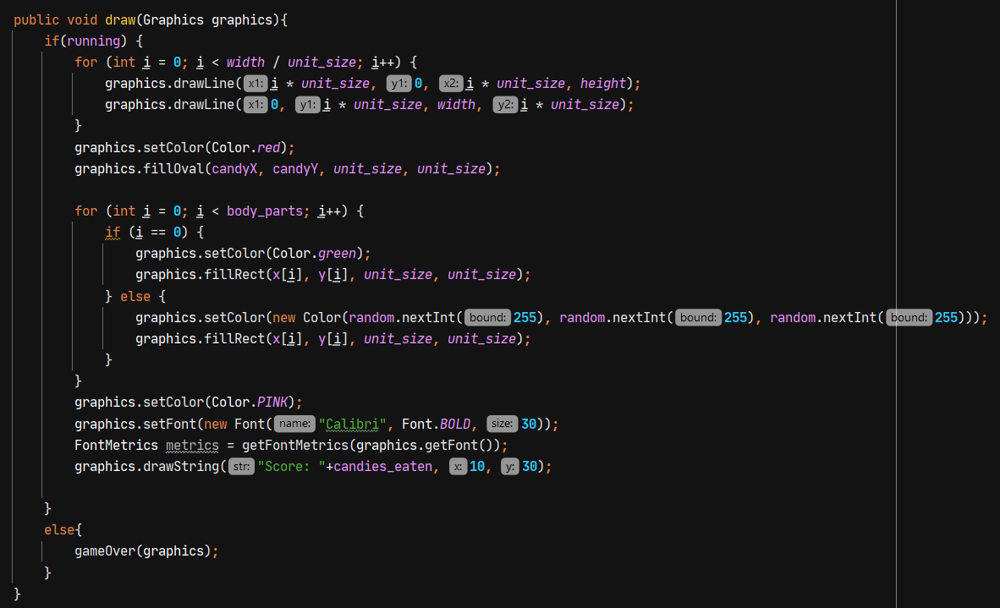 public void draw(Graphics graphics){
    if(running) {
        for (int i = 0; i < width / unit_size; i++) {
            graphics.drawLine( x1: i * unit_size, y1: 0, x2: i * unit_size, height);
            graphics.drawLine( x1: 0, y1: i * unit_size, width, y2: i * unit_size);
        }
        graphics.setColor(Color.red);
        graphics.fillOval(candyX, candyY, unit_size, unit_size);

        for (int i = 0; i < body_parts; i++) {
            if (i == 0) {
                graphics.setColor(Color.green);
                graphics.fillRect(x[i], y[i], unit_size, unit_size);
            } else {
                graphics.setColor(new Color(random.nextInt( bound: 255), random.nextInt( bound: 255), random.nextInt( bound: 255)));
                graphics.fillRect(x[i], y[i], unit_size, unit_size);
            }
        }
        graphics.setColor(Color.PINK);
        graphics.setFont(new Font( name: "Calibri", Font.BOLD, size: 30));
        FontMetrics metrics = getFontMetrics(graphics.getFont());
        graphics.drawString( str: "Score: "+candies_eaten, x: 10, y: 30);

    }
    else{
        gameOver(graphics);
    }
}